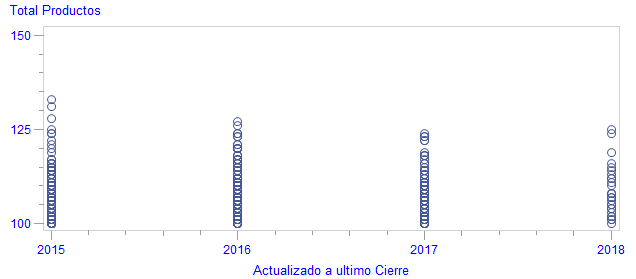 Total Productos
150
125
100
2015 2016 2017 2018
Actualizado a ultimo Cierre